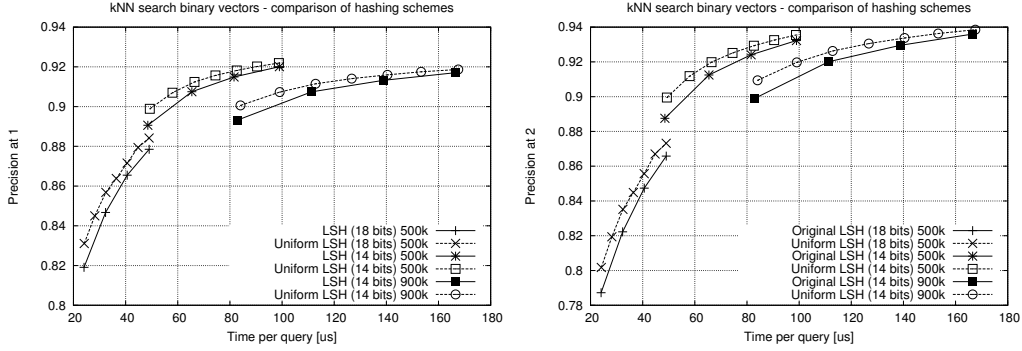 kNN search binary vectors - comparison of hashing schemes
0.94
0.92
0.9
0.88
0.86
0.84
0.82
0.8
Precision at 1
LSH (18 bits) 500k
Uniform LSH (18 bits) 500k
LSH (14 bits) 500k
Uniform LSH (14 bits) 500k
LSH (14 bits) 900k
Uniform LSH (14 bits) 900k
20 40 60 80 100 120 140 160 180
Time per query [us]
kNN search binary vectors - comparison of hashing schemes
0.94
0.92
0.9
0.88
0.86
0.84
0.82
0.8
0.78
Precision at 2
Original LSH (18 bits) 500k
Uniform LSH (18 bits) 500k
Original LSH (14 bits) 500k
Uniform LSH (14 bits) 500k
Original LSH (14 bits) 900k
Uniform LSH (14 bits) 900k
20 40 60 80 100 120 140 160 180
Time per query [us]